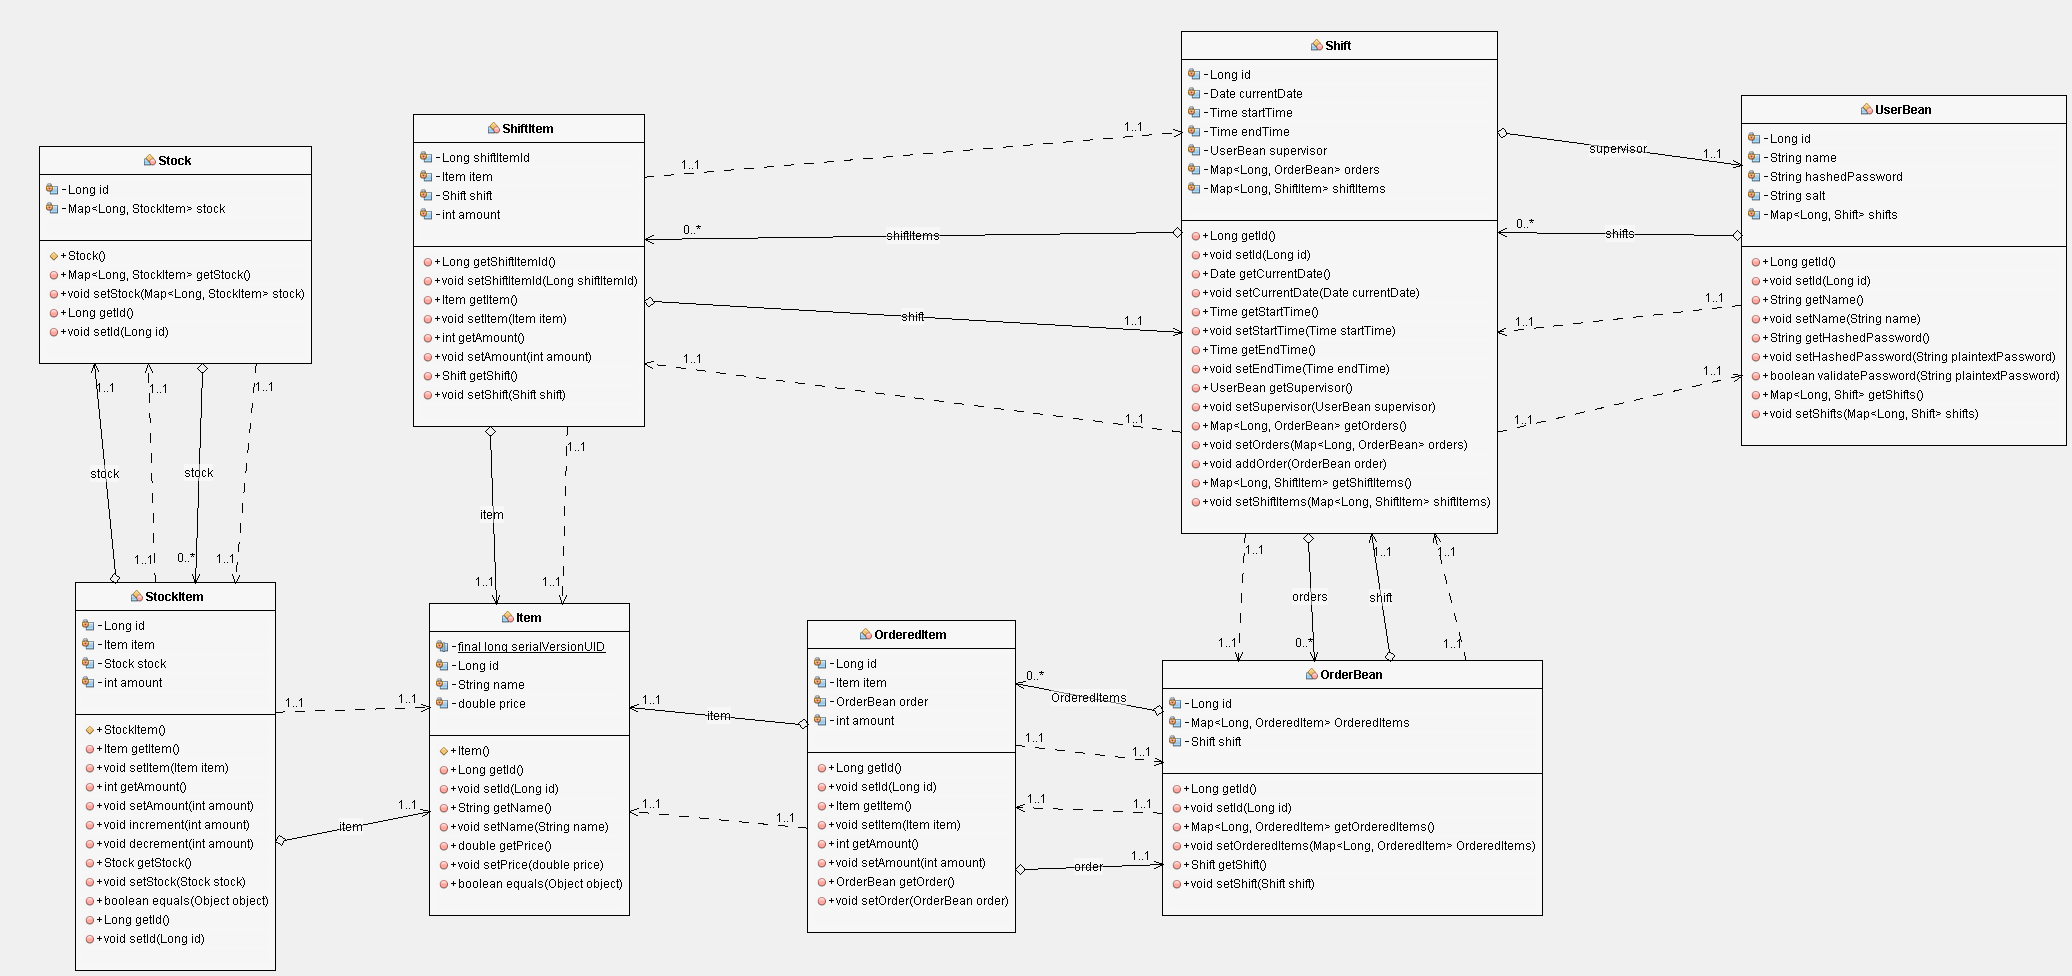 Stock
-Long id
-Map<Long, StockItem> stock
+Stock()
+Map<Long, StockItem> getStock()
+void setStock(Map<Long, StockItem> stock)
+Long getId()
+void setId(Long id)
ShiftItem
-Long shiftItemId
-Item item
-Shift shift
-int amount
+Long getShiftItemId()
+void setShiftItemId(Long shiftItemId)
+Item getItem()
+void setItem(Item item)
+int getAmount()
+void setAmount(int amount)
+Shift getShift()
+void setShift(Shift shift)
1..1
1..1
0..*
shiftItems
shift
1..1
1..1
1..1
Shift
-Long id
-Date currentDate
-Time startTime
-Time endTime
-UserBean supervisor
-Map<Long, OrderBean> orders
-Map<Long, ShiftItem> shiftItems
+Long getId()
+void setId(Long id)
+Date getCurrentDate()
+void setCurrentDate(Date currentDate)
+Time getStartTime()
+void setStartTime(Time startTime)
+Time getEndTime()
+void setEndTime(Time endTime)
+UserBean getSupervisor()
+void setSupervisor(UserBean supervisor)
+Map<Long, OrderBean> getOrders()
+void setOrders(Map<Long, OrderBean> orders)
+void addOrder(OrderBean order)
+Map<Long, ShiftItem> getShiftItems()
+void setShiftItems(Map<Long, ShiftItem> shiftItems)
supervisor
1..1
0..*
shifts
1..1
1..1
1..1
1..1
UserBean
-Long id
-String name
-String hashedPassword
-String salt
-Map<Long, Shift> shifts
+Long getId()
+void setId(Long id)
+String getName()
+void setName(String name)
+String getHashedPassword()
+void setHashedPassword(String plaintextPassword)
+boolean validatePassword(String plaintextPassword)
+Map<Long, Shift> getShifts()
+void setShifts(Map<Long, Shift> shifts)
1..1
1..1
1..1
stock
stock
1..1
0..*
1..1
1..1
item
1..1
1..1
1..1
1..1
1..1
orders
shift
1..1
0..*
1..1
StockItem
-Long id
-Item item
-Stock stock
-int amount
+StockItem()
+Item getItem()
+void setItem(Item item)
+int getAmount()
+void setAmount(int amount)
+void increment(int amount)
+void decrement(int amount)
+Stock getStock()
+void setStock(Stock stock)
+boolean equals(Object object)
+Long getId()
+void setId(Long id)
1..1
1..1
1..1
item
Item
-final long serialVersionUID
-Long id
-String name
-double price
+Item()
+Long getId()
+void setId(Long id)
+String getName()
+void setName(String name)
+double getPrice()
+void setPrice(double price)
+boolean equals(Object object)
1..1
item
1..1
1..1
OrderedItem
-Long id
-Item item
-OrderBean order
-int amount
+Long getId()
+void setId(Long id)
+Item getItem()
+void setItem(Item item)
+int getAmount()
+void setAmount(int amount)
+OrderBean getOrder()
+void setOrder(OrderBean order)
0..*
OrderedItems
1..1
1..1
1..1
1..1
1..1
order
OrderBean
-Long id
-Map<Long, OrderedItem> OrderedItems
-Shift shift
+Long getId()
+void setId(Long id)
+Map<Long, OrderedItem> getOrderedItems()
+void setOrderedItems(Map<Long, OrderedItem> OrderedItems)
+Shift getShift()
+void setShift(Shift shift)